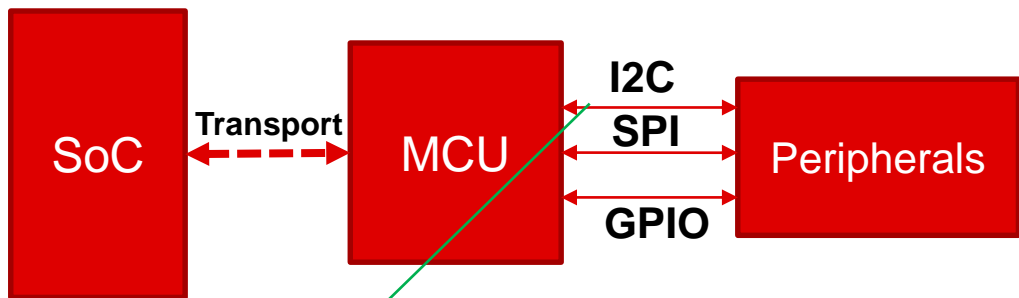 SoC
Transport
MCU
I2C
SPI
GPIO
Peripherals